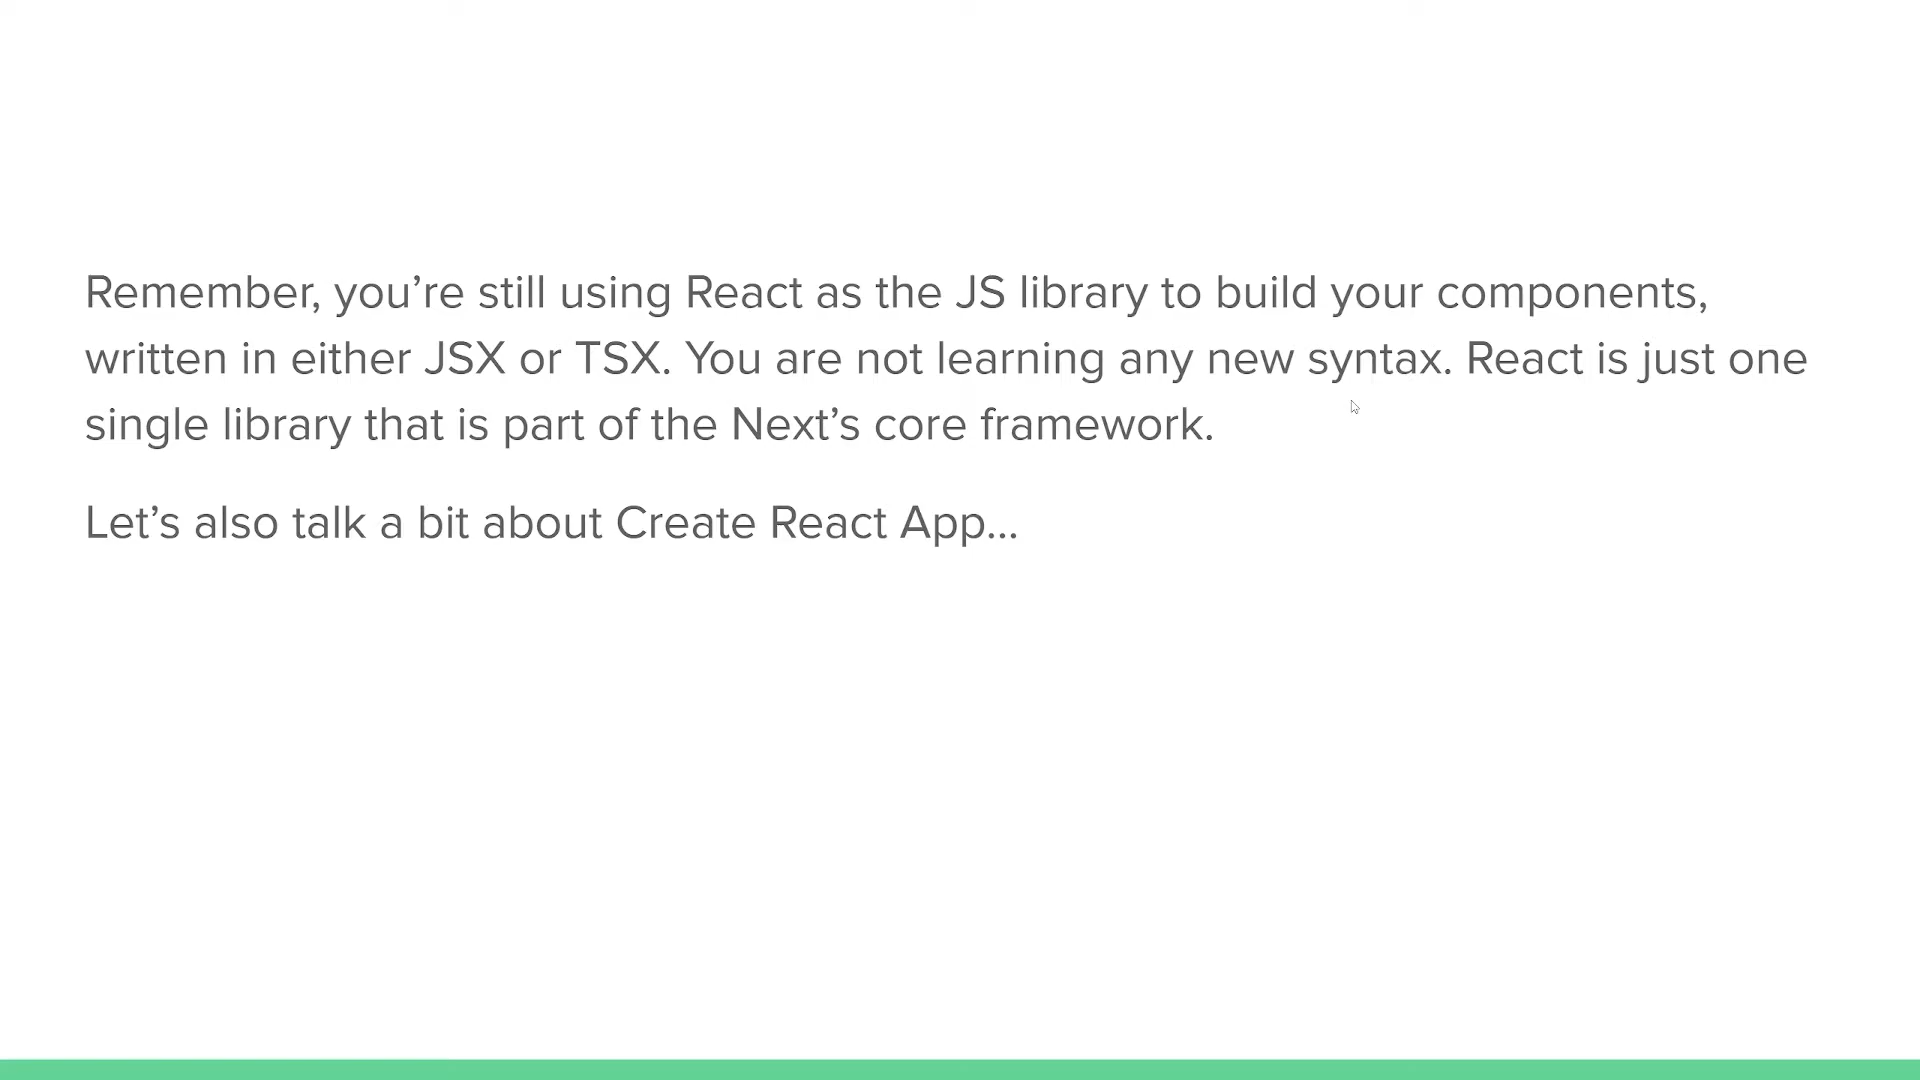 Remember, you’re still using React as the JS library to build your components,
written in either JSX or TSX. You are not learning any new syntax. React is just one
single library that is part of the Next’s core framework.
Let’s also talk a bit about Create React App...